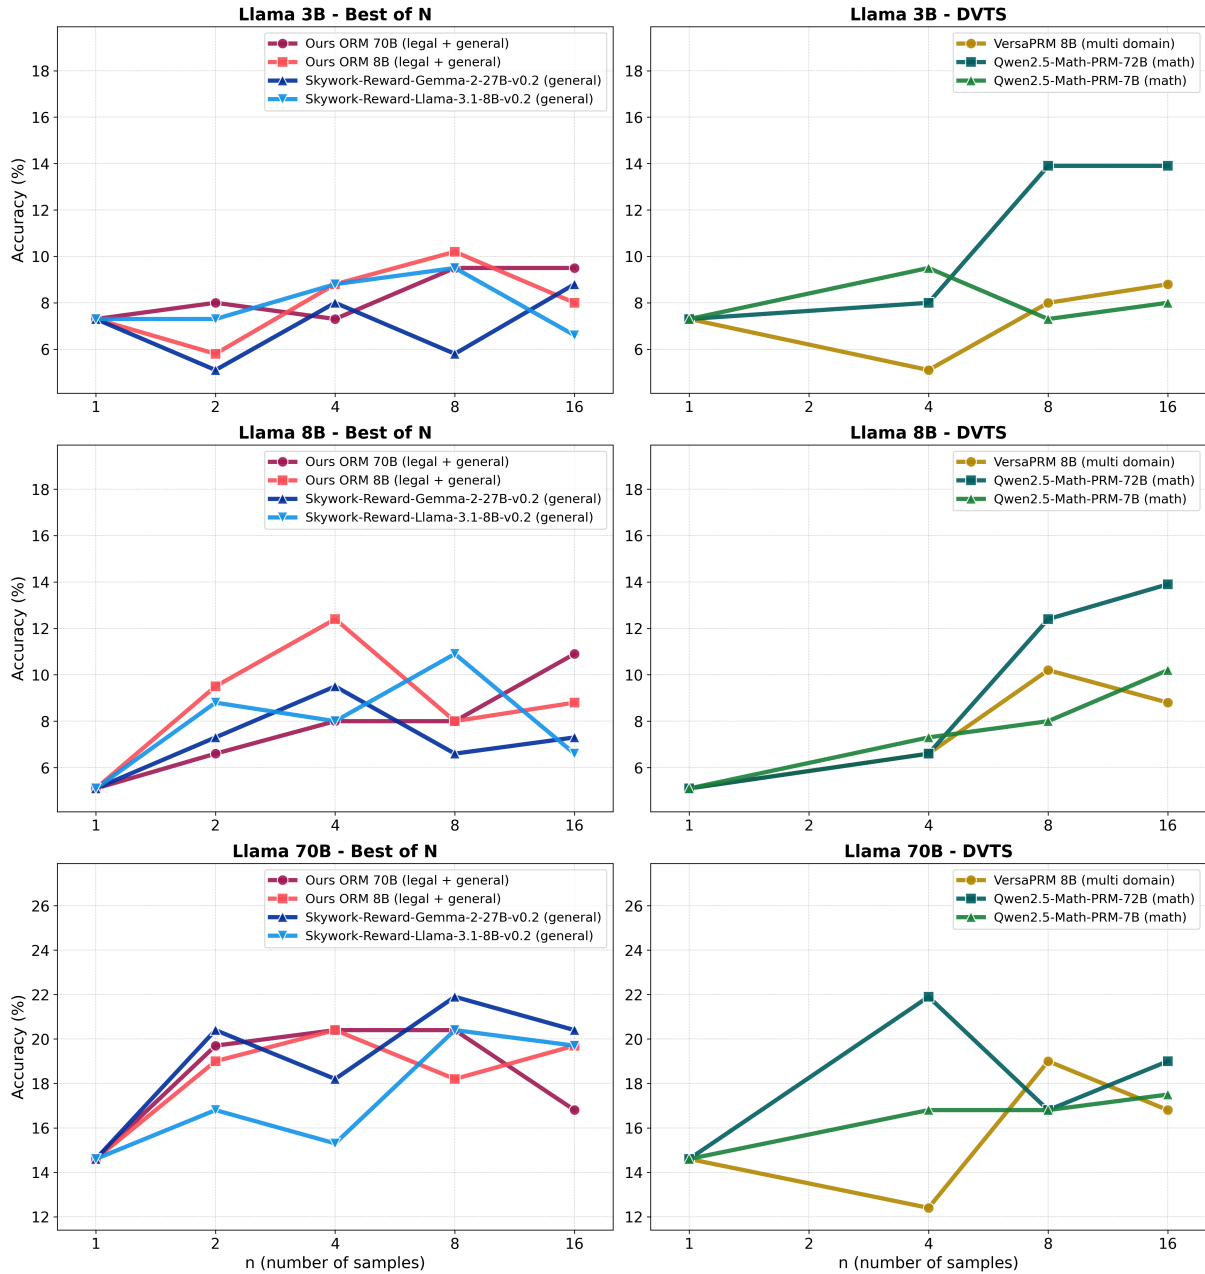 Llama 3B - Best of N
Ours ORM 70B (legal + general)
Ours ORM 8B (legal + general)
Skywork-Reward-Gemma-2-27B-v0.2 (general)
Skywork-Reward-Llama-3.1-8B-v0.2 (general)
Accuracy (%)
18
16
14
12
10
8
6
1 2 4 8 16
Llama 3B - DVTS
VersaPRM 8B (multi domain)
Qwen2.5-Math-PRM-72B (math)
Qwen2.5-Math-PRM-7B (math)
18
16
14
12
10
8
6
1 2 4 8 16
Llama 8B - Best of N
Ours ORM 70B (legal + general)
Ours ORM 8B (legal + general)
Skywork-Reward-Gemma-2-27B-v0.2 (general)
Skywork-Reward-Llama-3.1-8B-v0.2 (general)
Accuracy (%)
18
16
14
12
10
8
6
1 2 4 8 16
Llama 8B - DVTS
VersaPRM 8B (multi domain)
Qwen2.5-Math-PRM-72B (math)
Qwen2.5-Math-PRM-7B (math)
18
16
14
12
10
8
6
1 2 4 8 16
Llama 70B - Best of N
Ours ORM 70B (legal + general)
Ours ORM 8B (legal + general)
Skywork-Reward-Gemma-2-27B-v0.2 (general)
Skywork-Reward-Llama-3.1-8B-v0.2 (general)
Accuracy (%)
26
24
22
20
18
16
14
12
1 2 4 8 16
n (number of samples)
Llama 70B - DVTS
VersaPRM 8B (multi domain)
Qwen2.5-Math-PRM-72B (math)
Qwen2.5-Math-PRM-7B (math)
26
24
22
20
18
16
14
12
1 2 4 8 16
n (number of samples)